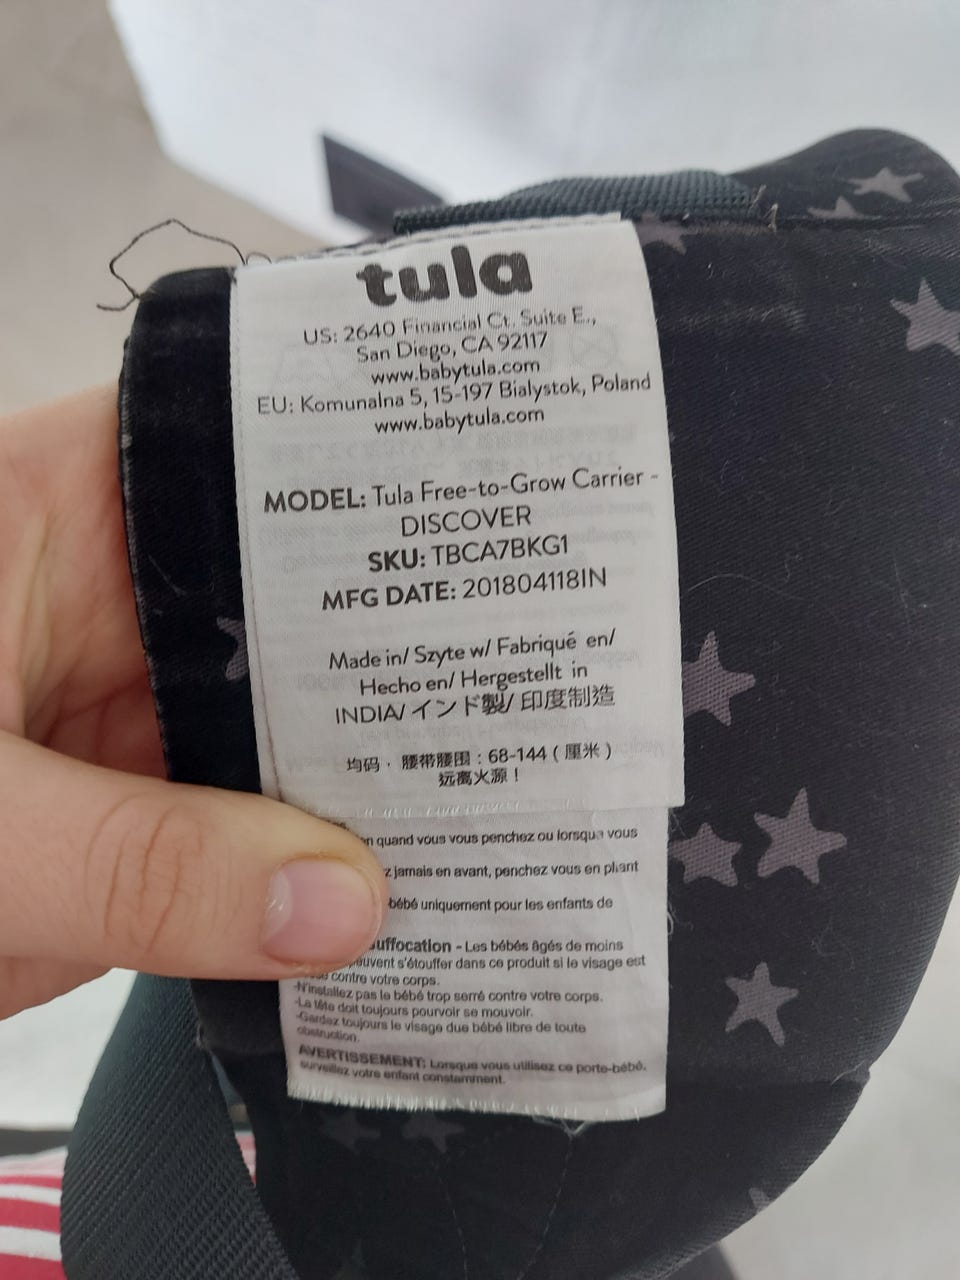 tula
US: 2640 Financial Ct. Suite E.,
San Diego, CA 92117
www.babytula.com
EU: Komunalna 5, 15-197 Bialystok, Poland
www.babytula.com
MODEL: Tula Free-to-Grow Carrier -
DISCOVER
SKU: TBCA7BKG1
MFG DATE: 201804118IN
Made in/ Szyte w/ Fabriqué en/
Hecho en/ Hergestellt in
INDIA/ インド製/ 印度制造
均码 · 腰带腰围 : 68-144 ( 厘米 )
远离火源！
quand vous vous penchez ou lorsque vous
jamais en avant, penchez vous en pliant
bébé uniquement pour les enfants de
uffocation - Les bébés âgés de moins
peuvent s'étouffer dans ce produit si le visage est
contre votre corps.
-N'installez pas le bébé trop serré contre votre corps.
-La tête doit toujours pourvoir se mouvoir.
-Gardez toujours le visage due bébé libre de toute
obstruction.
AVERTISSEMENT: Lorsque vous utilisez ce porte-bébé,
surveillez votre enfant constamment.